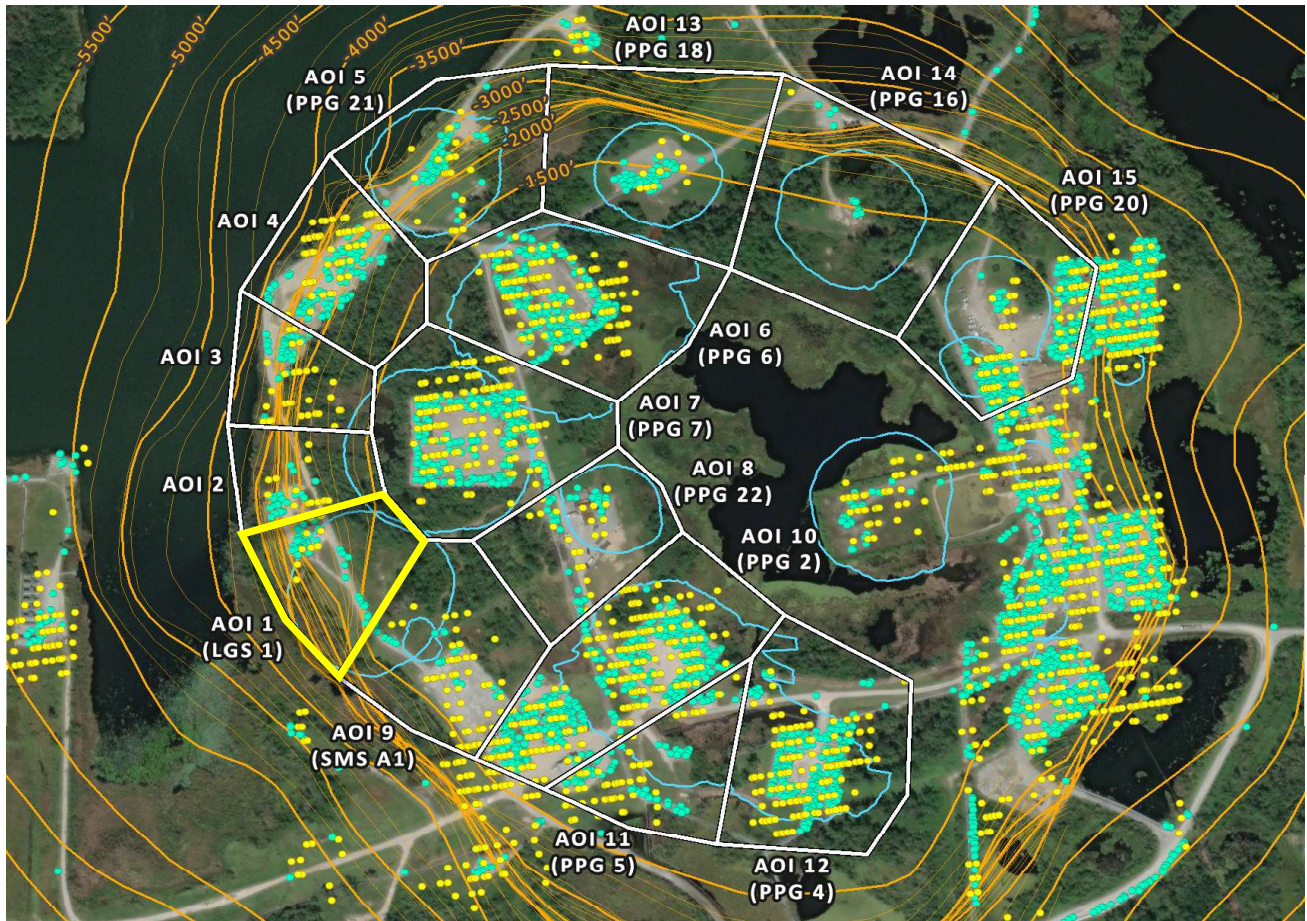 -5500'
-5000'
-4500'
-4000'
-3500'
-3000'
-2500'
-2000'
-1500'
AOI 13
(PPG 18)
AOI 5
(PPG 21)
AOI 14
(PPG 16)
AOI 15
(PPG 20)
AOI 4
AOI 3
AOI 6
(PPG 6)
AOI 7
(PPG 7)
AOI 2
AOI 8
(PPG 22)
AOI 10
(PPG 2)
AOI 1
(LGS 1)
AOI 9
(SMS A1)
AOI 11
(PPG 5)
AOI 12
(PPG 4)